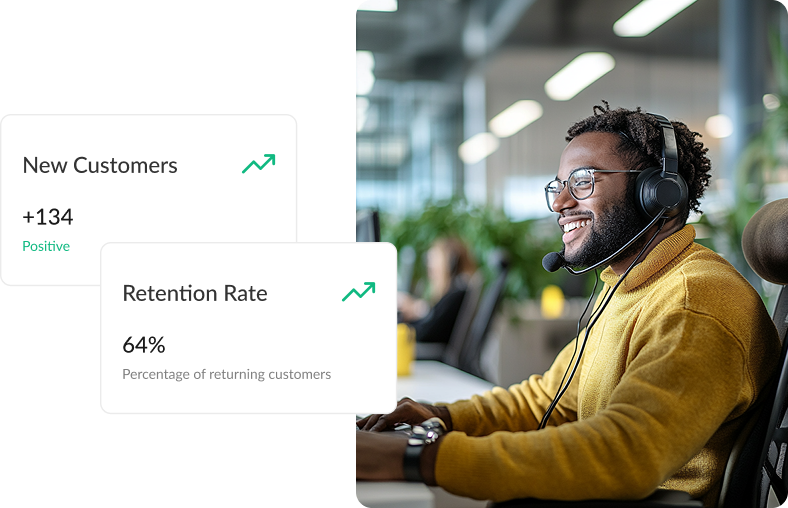 New Customers
+134
Positive
Retention Rate
64%
Percentage of returning customers